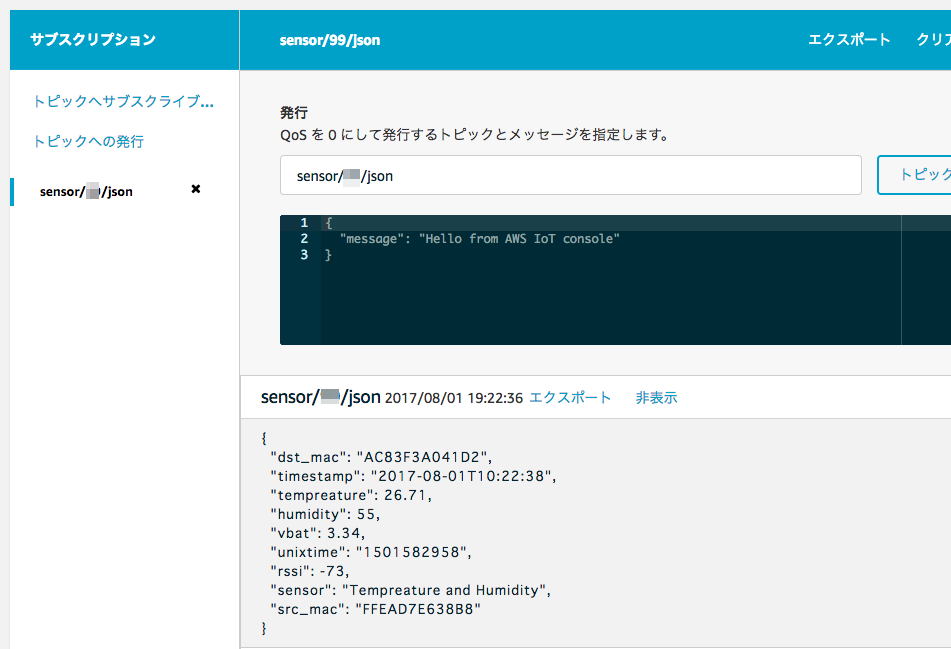 サブスクリプション
sensor/99/json
エクスポート
クリア
トピックへサブスクライブ...
トピックへの発行
sensor/ /json ✖
発行
QoS を 0 にして発行するトピックとメッセージを指定します。
sensor/ /json
トピック
1 {
2 "message": "Hello from AWS IoT console"
3 }
sensor/ /json 2017/08/01 19:22:36 エクスポート 非表示
{
"dst_mac": "AC83F3A041D2",
"timestamp": "2017-08-01T10:22:38",
"tempreature": 26.71,
"humidity": 55,
"vbat": 3.34,
"unixtime": "1501582958",
"rssi": -73,
"sensor": "Tempreature and Humidity",
"src_mac": "FFEAD7E638B8"
}